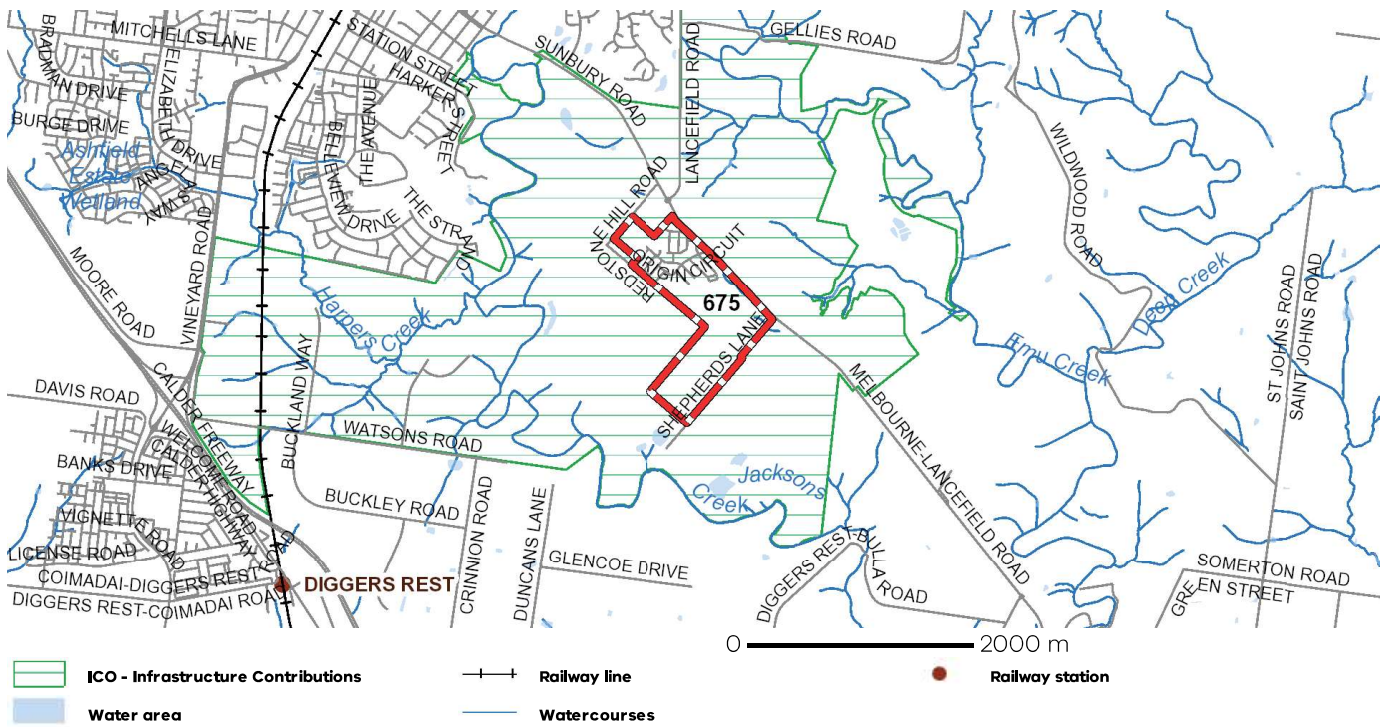 MITCHELLS LANE
BRADMAN DRIVE
ELIZABETH DRIVE
BURGE DRIVE
Ashfield
Estate
Wetland
ANGELAS WAY
STATION STREET
HARKER STREET
THE AVENUE
BELLEVIEW DRIVE
THE STRAND
SUNBURY ROAD
LANCEFIELD ROAD
GELLIES ROAD
WILDWOOD ROAD
MOORE ROAD
VINEYARD ROAD
Harpers Creek
REDSTONE HILL ROAD
ORIGIN CIRCUIT
675
SHEPHERDS LANE
Deep Creek
Emu Creek
ST JOHNS ROAD
SAINT JOHNS ROAD
DAVIS ROAD
CALDER FREEWAY
BUCKLAND WAY
WATSONS ROAD
MELBOURNE-LANCEFIELD ROAD
BANKS DRIVE
WELCOME ROAD
CALDER HIGHWAY
VIGNETTE ROAD
BUCKLEY ROAD
CRINNION ROAD
DUNCANS LANE
Jacksons
Creek
LICENSE ROAD
COIMADAI-DIGGERS REST ROAD
DIGGERS REST-COIMADAI ROA
DIGGERS REST
GLENCOE DRIVE
DIGGERS REST-BULLA ROAD
SOMERTON ROAD
GRE
EN STREET
0 2000 m
ICO - Infrastructure Contributions
Railway line
Railway station
Water area
Watercourses